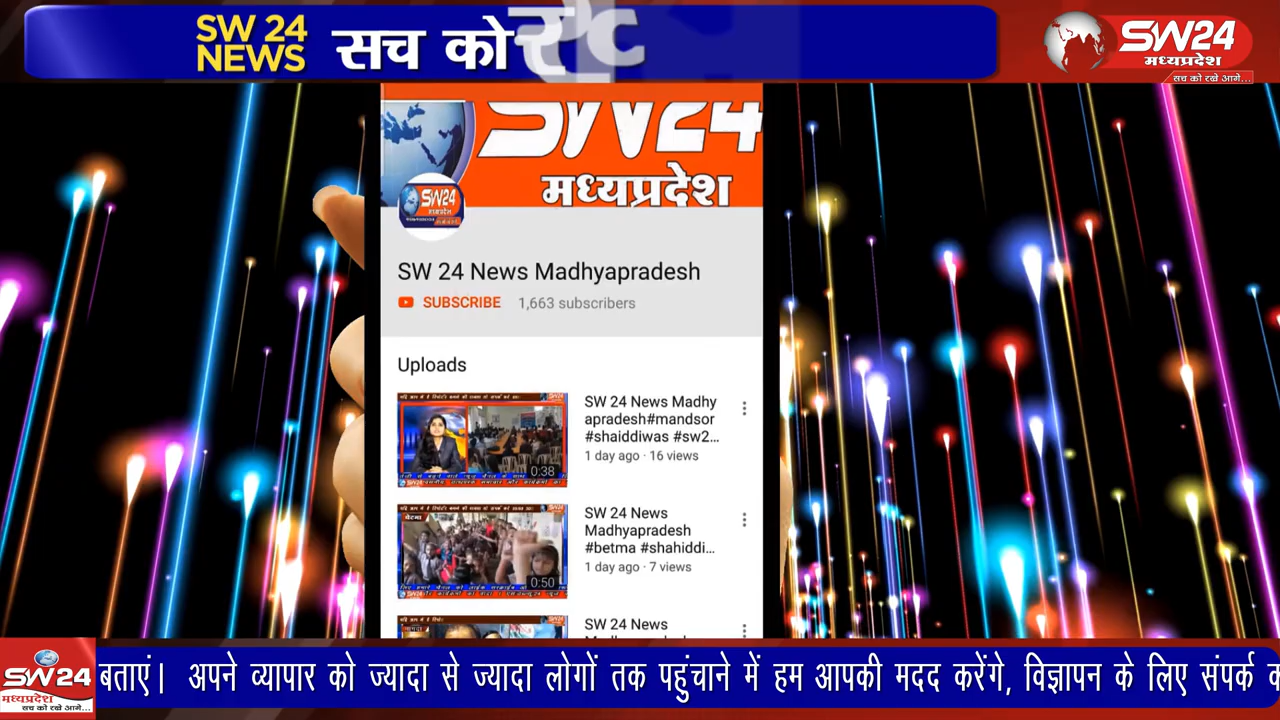 SW 24
NEWS
सच को र
SW24
मध्यप्रदेश
सच को रखे आगे...
SW24
मध्यप्रदेश
SW24
SW 24 News Madhyapradesh
SUBSCRIBE 1,663 subscribers
Uploads
SW 24 News Madhy
apradesh#mandsor
#shaiddiwas #sw2...
1 day ago · 16 views
0:38
SW 24 News
Madhyapradesh
#betma #shahiddi...
1 day ago · 7 views
बेटमा
0:50
SW 24 News
SW24
मध्यप्रदेश
सच को रखे आगे...
बताएं| अपने व्यापार को ज्यादा से ज्यादा लोगों तक पहुंचाने में हम आपकी मदद करेंगे, विज्ञापन के लिए संपर्क क